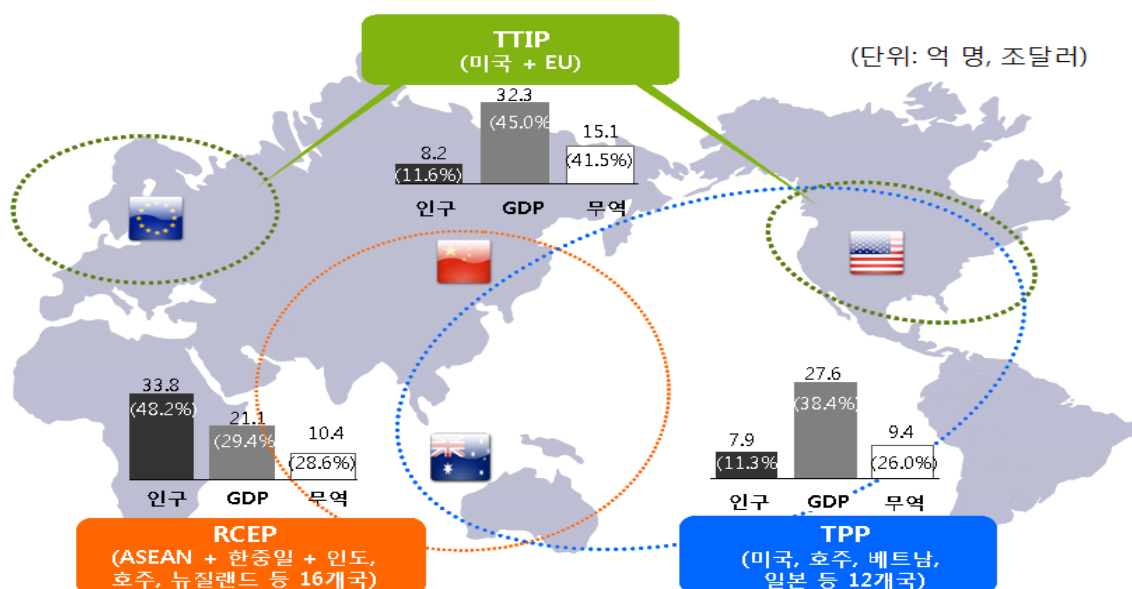 TTIP
(미국 + EU)
(단위: 억 명, 조달러)
32.3
(45.0%
15.1
(41.5%)
8.2
(11.6%)
인구 GDP 무역
33.8
(48.2%)
21.1
(29.4%
10.4
(28.6%)
인구 GDP 무역
27.6
(38.4%)
7.9
(11.3%
9.4
(26.0%)
인구 GDP 무역
RCEP
(ASEAN + 한중일 + 인도,
호주, 뉴질랜드 등 16개국)
TPP
(미국, 호주, 베트남,
일본 등 12개국)